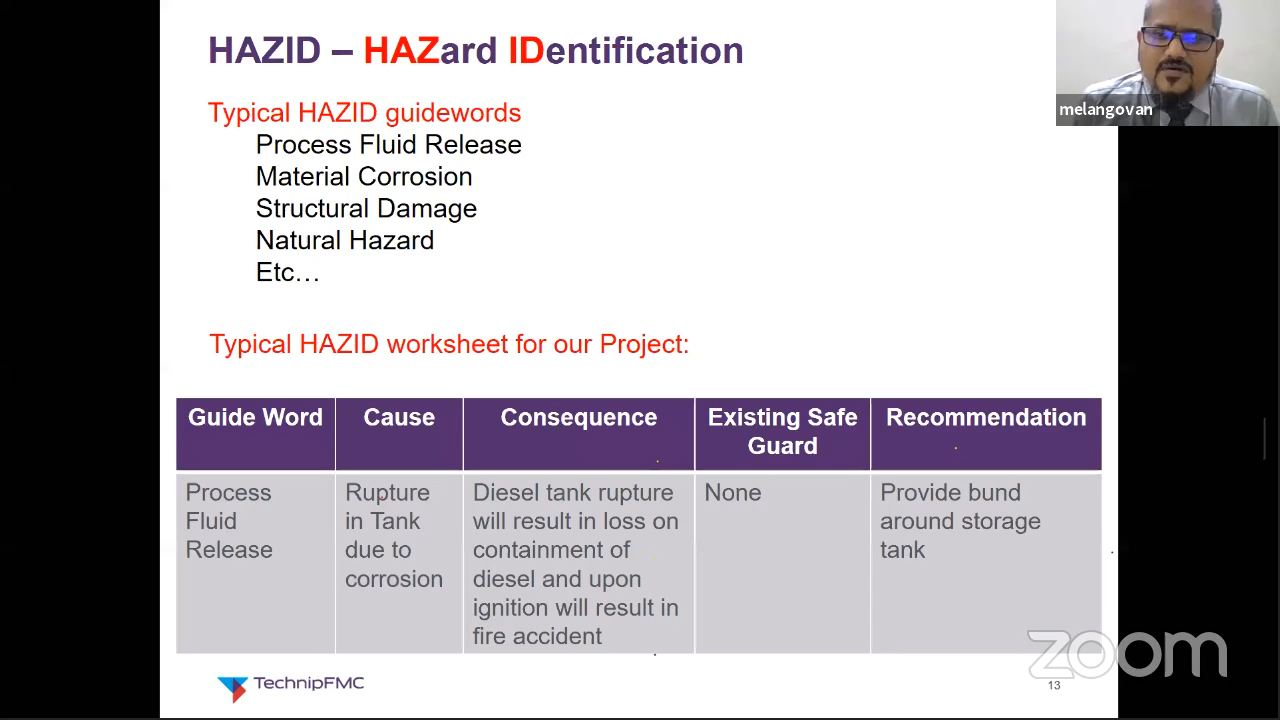 HAZID – HAZard IDentification
melangovan
Typical HAZID guidewords
Process Fluid Release
Material Corrosion
Structural Damage
Natural Hazard
Etc…
Typical HAZID worksheet for our Project:
Guide Word
Cause
Consequence
Existing Safe
Guard
Recommendation
Process
Fluid
Release
Rupture
in Tank
due to
corrosion
Diesel tank rupture
will result in loss on
containment of
diesel and upon
ignition will result in
fire accident
None
Provide bund
around storage
tank
zoom
TechnipFMC
13